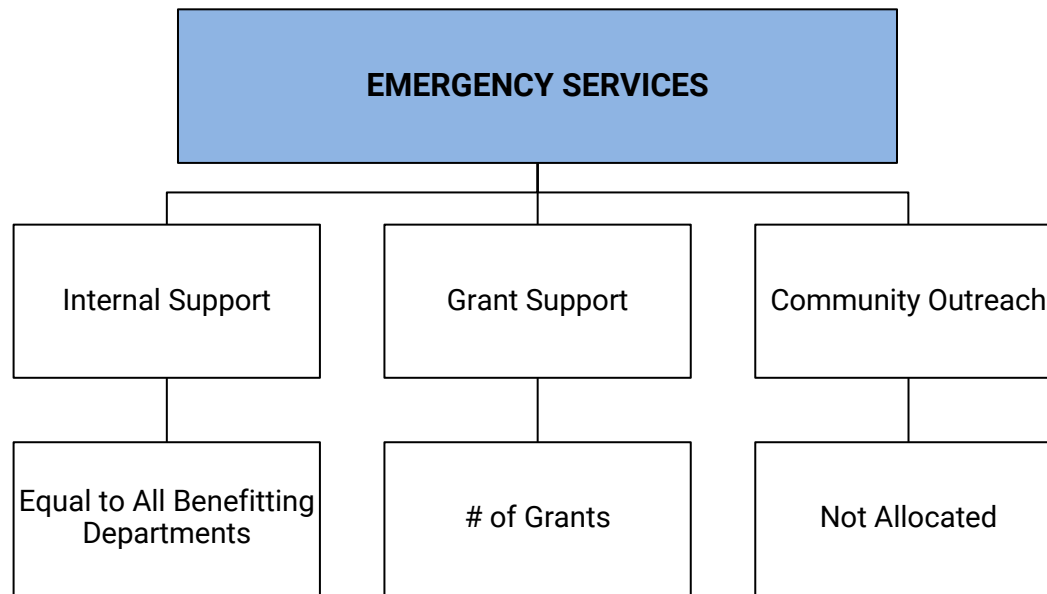 EMERGENCY SERVICES
Internal Support
Grant Support
Community Outreach
Equal to All Benefitting
Departments
# of Grants
Not Allocated